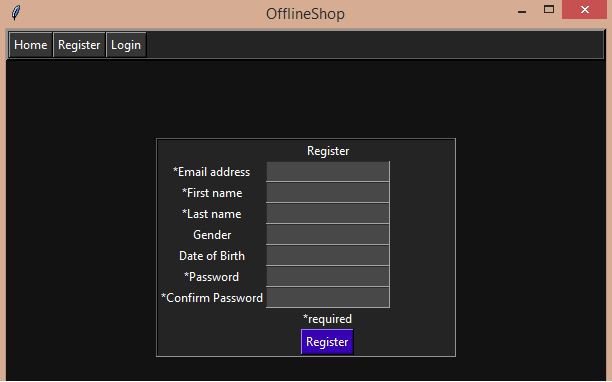 OfflineShop
Home Register Login
Register
*Email address
*First name
*Last name
Gender
Date of Birth
*Password
*Confirm Password
*required
Register